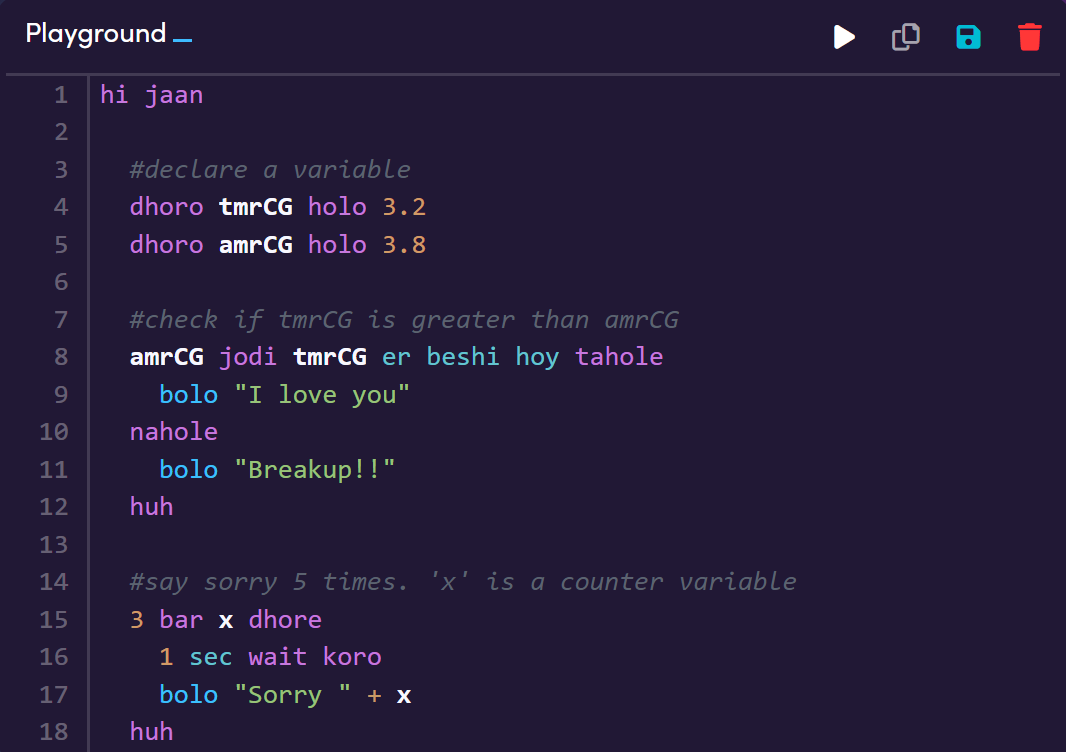 Playground
1 hi jaan
2
3 #declare a variable
4 dhoro tmrCG holo 3.2
5 dhoro amrCG holo 3.8
6
7 #check if tmrCG is greater than amrCG
8 amrCG jodi tmrCG er beshi hoy tahole
9 bolo "I love you"
10 nahole
11 bolo "Breakup!!"
12 huh
13
14 #say sorry 5 times. 'x' is a counter variable
15 3 bar x dhore
16 1 sec wait koro
17 bolo "Sorry " + x
18 huh